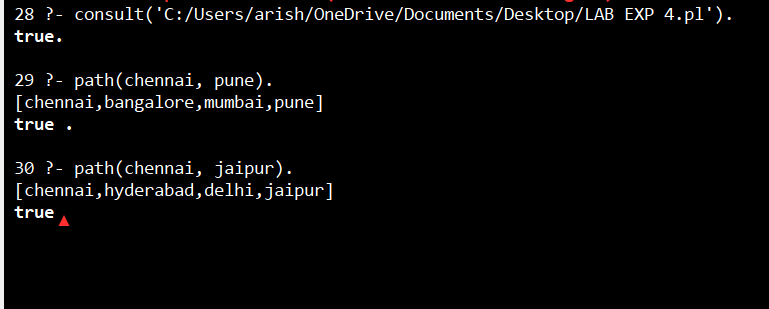 28 ?- consult('C:/Users/arish/OneDrive/Documents/Desktop/LAB EXP 4.pl').
true.
29 ?- path(chennai, pune).
[chennai,bangalore,mumbai,pune]
true .
30 ?- path(chennai, jaipur).
[chennai,hyderabad,delhi,jaipur]
true